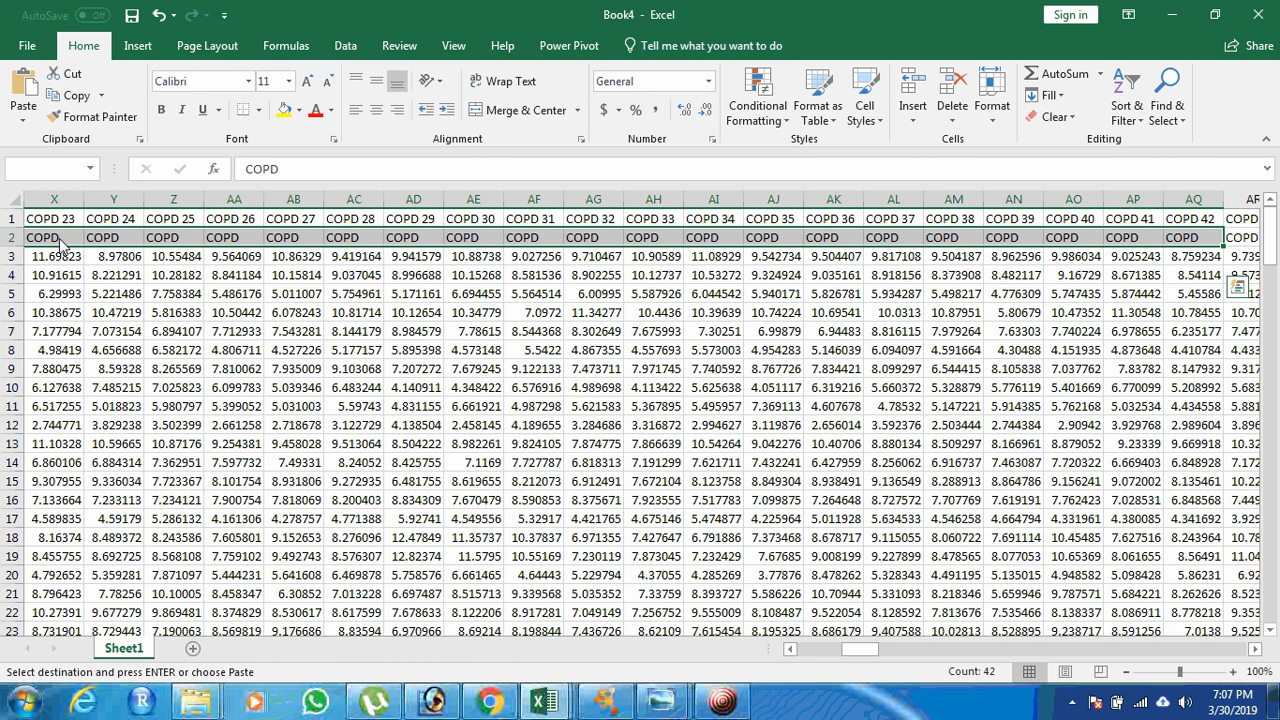 AutoSave Off Book4 - Excel Sign in
File Home Insert Page Layout Formulas Data Review View Help Power Pivot Tell me what you want to do Share
Paste Cut Copy Format Painter Clipboard
Calibri 11 B I U A Font
Wrap Text Merge & Center Alignment
General $ % , Number
Conditional Formatting Format as Table Cell Styles Styles
Insert Delete Format Cells
AutoSum Fill Clear Sort & Filter Find & Select Editing
fx COPD
X Y Z AA AB AC AD AE AF AG AH AI AJ AK AL AM AN AO AP AQ AR
1 COPD 23 COPD 24 COPD 25 COPD 26 COPD 27 COPD 28 COPD 29 COPD 30 COPD 31 COPD 32 COPD 33 COPD 34 COPD 35 COPD 36 COPD 37 COPD 38 COPD 39 COPD 40 COPD 41 COPD 42 COPD
2 COPD COPD COPD COPD COPD COPD COPD COPD COPD COPD COPD COPD COPD COPD COPD COPD COPD COPD COPD COPD COPD
3 8.97806 10.55484 9.564069 10.86329 9.419164 9.941579 10.88738 9.027256 9.710467 10.90589 11.08929 9.542734 9.504407 9.817108 9.504187 8.962596 9.986034 9.025243 8.759234 9.739
4 10.91615 8.221291 10.28182 8.841184 10.15814 9.037045 8.996688 10.15828 8.581536 8.902255 10.12737 10.53272 9.324924 9.035161 8.918156 8.373908 8.482117 9.16729 8.671385 8.54114 9.573
5 6.29993 5.221486 7.758384 5.486176 5.011007 5.754961 5.171161 6.694455 5.564514 6.00995 5.587926 6.044542 5.940171 5.826781 5.934287 5.498217 4.776309 5.747435 5.874442 5.45586
6 10.38675 10.47219 5.816383 10.50442 6.078243 10.81714 10.12654 10.34779 7.0972 11.34277 10.4436 10.39639 10.74224 10.69541 10.0313 10.87951 5.80679 10.47352 11.30548 10.78455 10.70
7 7.177794 7.073154 6.894107 7.712933 7.543281 8.144179 8.984579 7.78615 8.544368 8.302649 7.675993 7.30251 6.99879 6.94483 8.816115 7.979264 7.63303 7.740224 6.978655 6.235177 7.477
8 4.98419 4.656688 6.582172 4.806711 4.527226 5.177157 5.895398 4.573148 5.5422 4.867355 4.557693 5.573003 4.954283 5.146039 6.094097 4.591664 4.30488 4.151935 4.873648 4.410784 4.433
9 7.880475 8.59328 8.265569 7.810062 7.935009 9.103068 7.207272 7.679245 9.122133 7.473711 7.971745 7.740592 8.767726 7.834421 8.099297 6.544415 8.105838 7.037762 7.83782 8.147932 9.317
10 6.127638 7.485215 7.025823 6.099783 5.039346 6.483244 4.140911 4.348422 6.576916 4.989698 4.113422 5.625638 4.051117 6.319216 5.660372 5.328879 5.776119 5.401669 6.770099 5.208992 5.683
11 6.517255 5.018823 5.980797 5.399052 5.031003 5.59743 4.831155 6.661921 4.987298 5.621583 5.367895 5.495957 7.369113 4.607678 4.78532 5.147221 5.914385 5.762168 5.032534 4.434558 5.881
12 2.744771 3.829238 3.502399 2.661258 2.718678 3.122729 4.138504 2.458145 4.189655 3.284686 3.316872 2.994627 3.119876 2.656014 3.592376 2.503444 2.744384 2.90942 3.929768 2.989604 3.896
13 11.10328 10.59665 10.87176 9.254381 9.458028 9.513064 8.504222 8.982261 9.824105 7.874775 7.866639 10.54264 9.042276 10.40706 8.880134 8.509297 8.166961 8.879052 9.23339 9.669918 10.32
14 6.860106 6.884314 7.362951 7.597732 7.49331 8.24052 8.425755 7.1169 7.727787 6.818313 7.191299 7.621711 7.432241 6.427959 8.256062 6.916737 7.463087 7.720322 6.669403 6.848928 7.172
15 9.307955 9.336034 7.723367 8.101754 8.931806 9.272935 6.481755 8.619655 8.212073 6.912491 7.672104 8.123758 8.849304 8.938491 9.136549 8.288913 8.864786 9.156241 9.072002 9.135841 10.22
16 7.133664 7.233113 7.234121 7.900754 7.818069 8.200403 8.834309 7.670479 8.590853 8.375671 7.923555 7.517783 7.099875 7.264648 8.727572 7.707769 7.619191 7.762423 7.028531 6.848568 7.449
17 4.589835 4.59179 5.286132 4.161306 4.278757 4.771388 5.92741 4.549556 5.32917 4.421765 4.675146 5.474877 4.225964 5.011928 5.634533 4.546258 4.664794 4.331961 4.380085 4.341692 3.929
18 8.16374 8.489372 8.243586 7.605801 9.152653 8.276096 12.47849 11.35737 10.37837 6.971355 7.427647 6.791886 7.373468 8.678787 9.115055 8.060722 7.691114 10.45485 7.627516 8.243964 10.78
19 8.455755 8.692725 8.568108 7.759102 9.492743 8.576307 12.82374 11.5795 10.55169 7.230119 7.873045 7.232429 7.67685 9.008199 9.227899 8.478565 8.077053 10.65369 8.061655 8.56491 11.04
20 4.792652 5.359281 7.871097 5.444231 5.641608 6.469878 5.758576 6.661465 4.64443 5.229794 4.37055 4.285269 3.77876 8.478262 5.328343 4.491195 5.135015 4.948582 5.098428 5.86231 6.92
21 8.796423 7.78256 10.10005 8.458347 6.30852 7.013228 6.697487 8.515713 9.339568 5.035352 7.33759 8.393727 5.586226 10.70944 5.331093 8.218346 5.659946 9.787571 5.684221 8.262626 8.523
22 10.27391 9.677279 9.869481 8.374829 8.530617 8.617599 7.678633 8.122206 8.917281 7.049149 7.256752 9.555009 8.108487 9.522054 8.128592 7.813676 7.535466 8.138337 8.086911 8.778218 9.353
23 8.731901 8.729443 7.190063 8.569819 9.176686 8.83594 6.970966 8.69214 8.198844 7.436726 8.62109 7.615454 8.195325 8.686179 9.407588 10.02813 8.528895 9.238717 8.591256 7.0138 9.525
Sheet1
Select destination and press ENTER or choose Paste Count: 42 100%
7:07 PM
3/30/2019